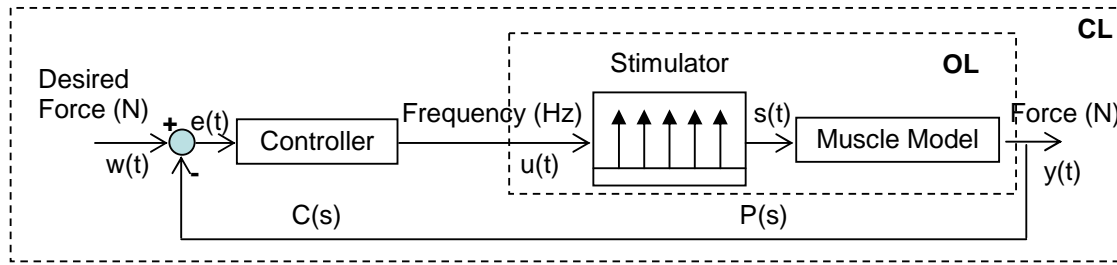 CL
OL
Stimulator
Desired
Force (N)
+
e(t)
Controller
Frequency (Hz)
s(t)
Muscle Model
Force (N)
w(t)
-
u(t)
y(t)
C(s)
P(s)